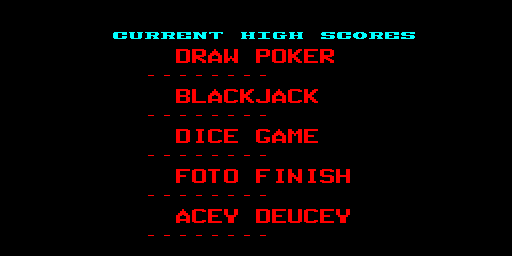 CURRENT HIGH SCORES
DRAW POKER
- - - - - - - -
BLACKJACK
- - - - - - - -
DICE GAME
- - - - - - - -
FOTO FINISH
- - - - - - - -
ACEY DEUCEY
- - - - - - - -